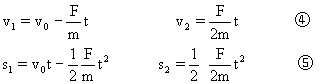 v₁ = v₀ − F/m t v₂ = F/2m t ④
s₁ = v₀t − 1/2 F/m t² s₂ = 1/2 F/2m t² ⑤